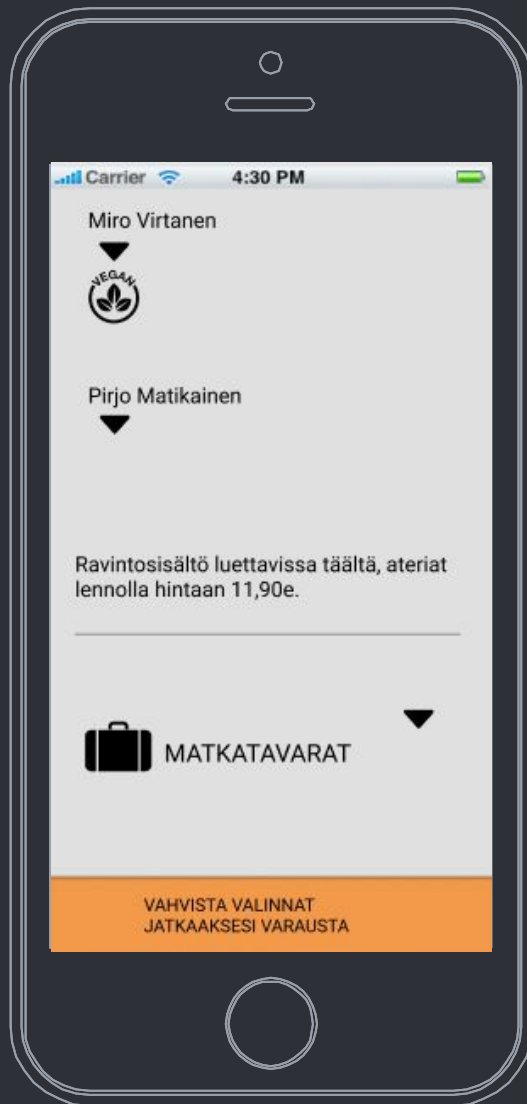 Carrier 4:30 PM
Miro Virtanen
VEGAN
Pirjo Matikainen
Ravintosisältö luettavissa täältä, ateriat
lennolla hintaan 11,90e.
MATKATAVARAT
VAHVISTA VALINNAT
JATKAAKSESI VARAUSTA